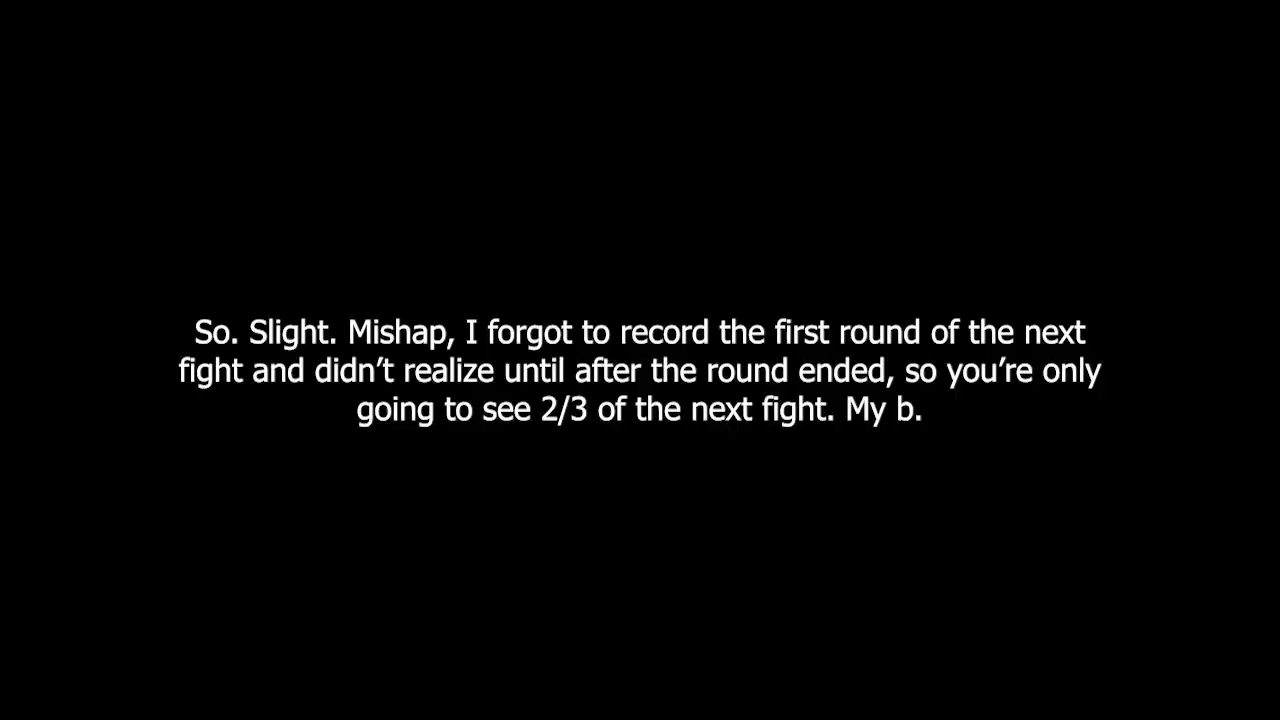 So. Slight. Mishap, I forgot to record the first round of the next
fight and didn’t realize until after the round ended, so you’re only
going to see 2/3 of the next fight. My b.